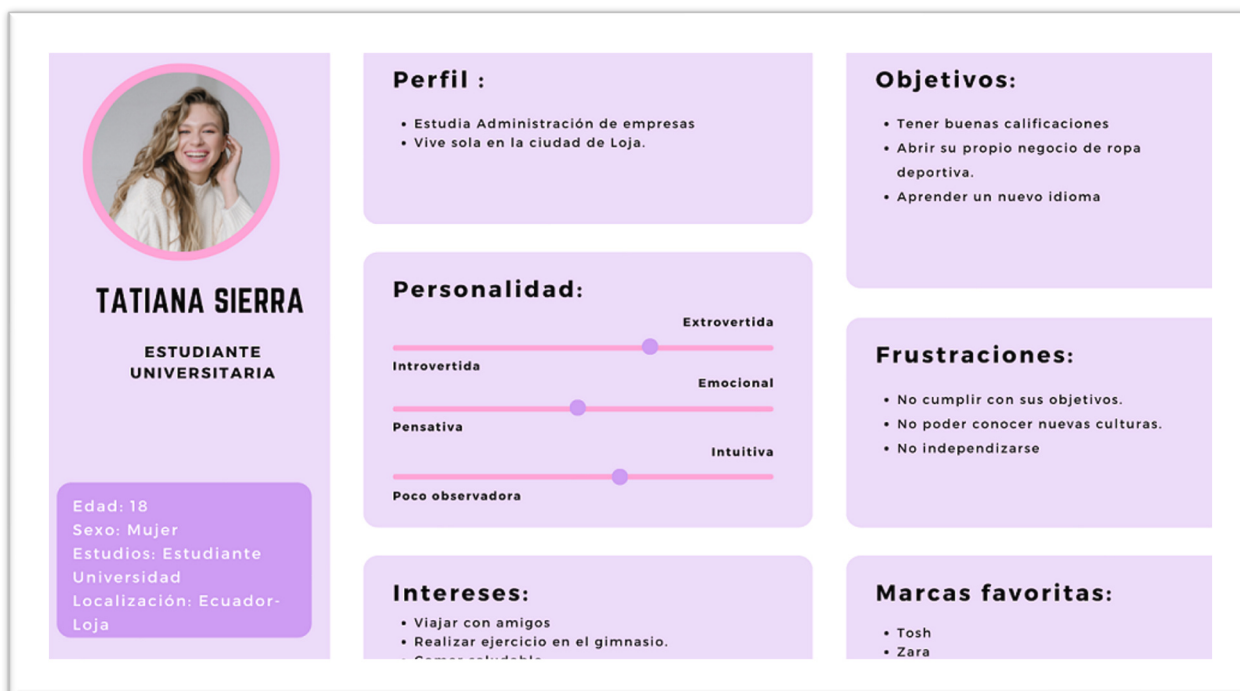 TATIANA SIERRA
ESTUDIANTE
UNIVERSITARIA
Edad: 18
Sexo: Mujer
Estudios: Estudiante
Universidad
Localización: Ecuador-
Loja
Perfil :
• Estudia Administración de empresas
• Vive sola en la ciudad de Loja.
Personalidad:
Extrovertida
Introvertida
Emocional
Pensativa
Intuitiva
Poco observadora
Intereses:
• Viajar con amigos
• Realizar ejercicio en el gimnasio.
Objetivos:
• Tener buenas calificaciones
• Abrir su propio negocio de ropa
deportiva.
• Aprender un nuevo idioma
Frustraciones:
• No cumplir con sus objetivos.
• No poder conocer nuevas culturas.
• No independizarse
Marcas favoritas:
• Tosh
• Zara